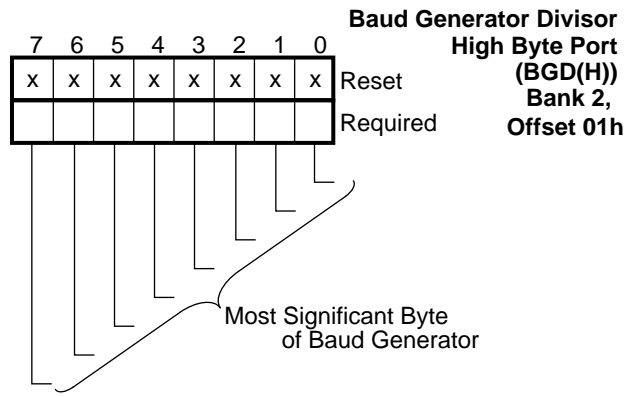 Baud Generator Divisor
High Byte Port
(BGD(H))
Bank 2,
Offset 01h
7 6 5 4 3 2 1 0
x x x x x x x x Reset
Required
Most Significant Byte
of Baud Generator